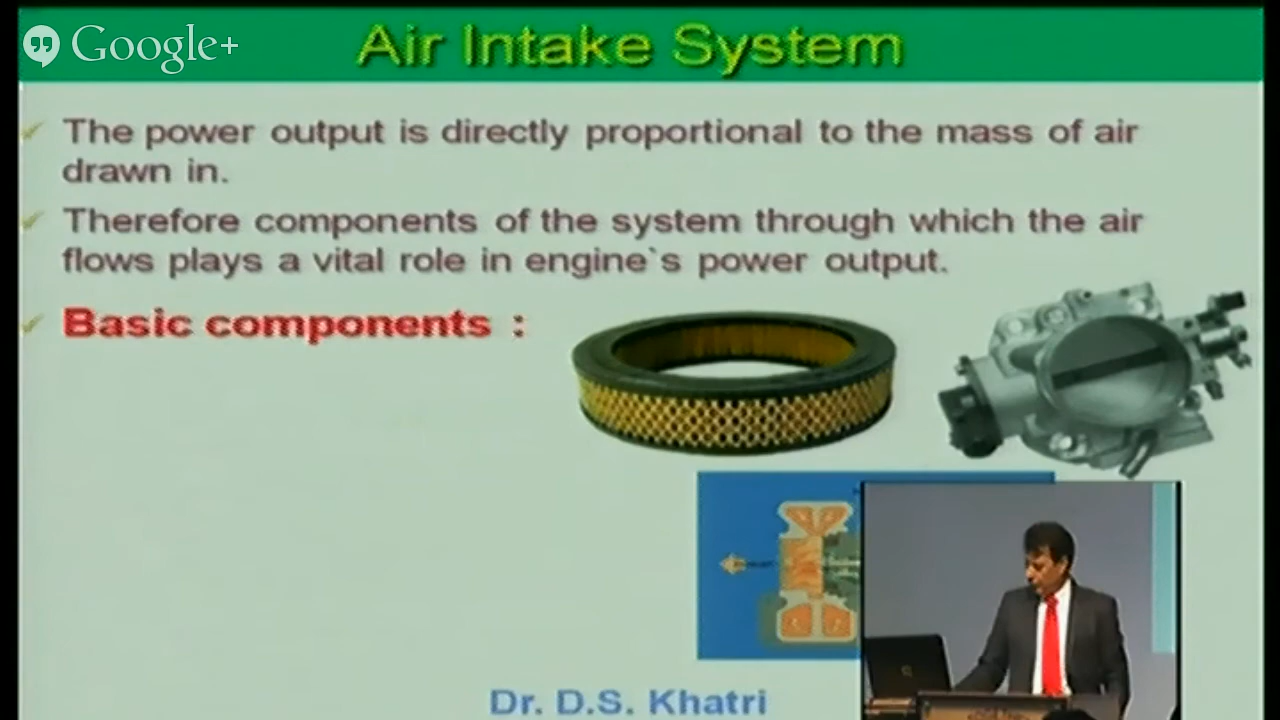 Google+
Air Intake System
The power output is directly proportional to the mass of air
drawn in.
Therefore components of the system through which the air
flows plays a vital role in engine`s power output.
Basic components :
Dr. D.S. Khatri